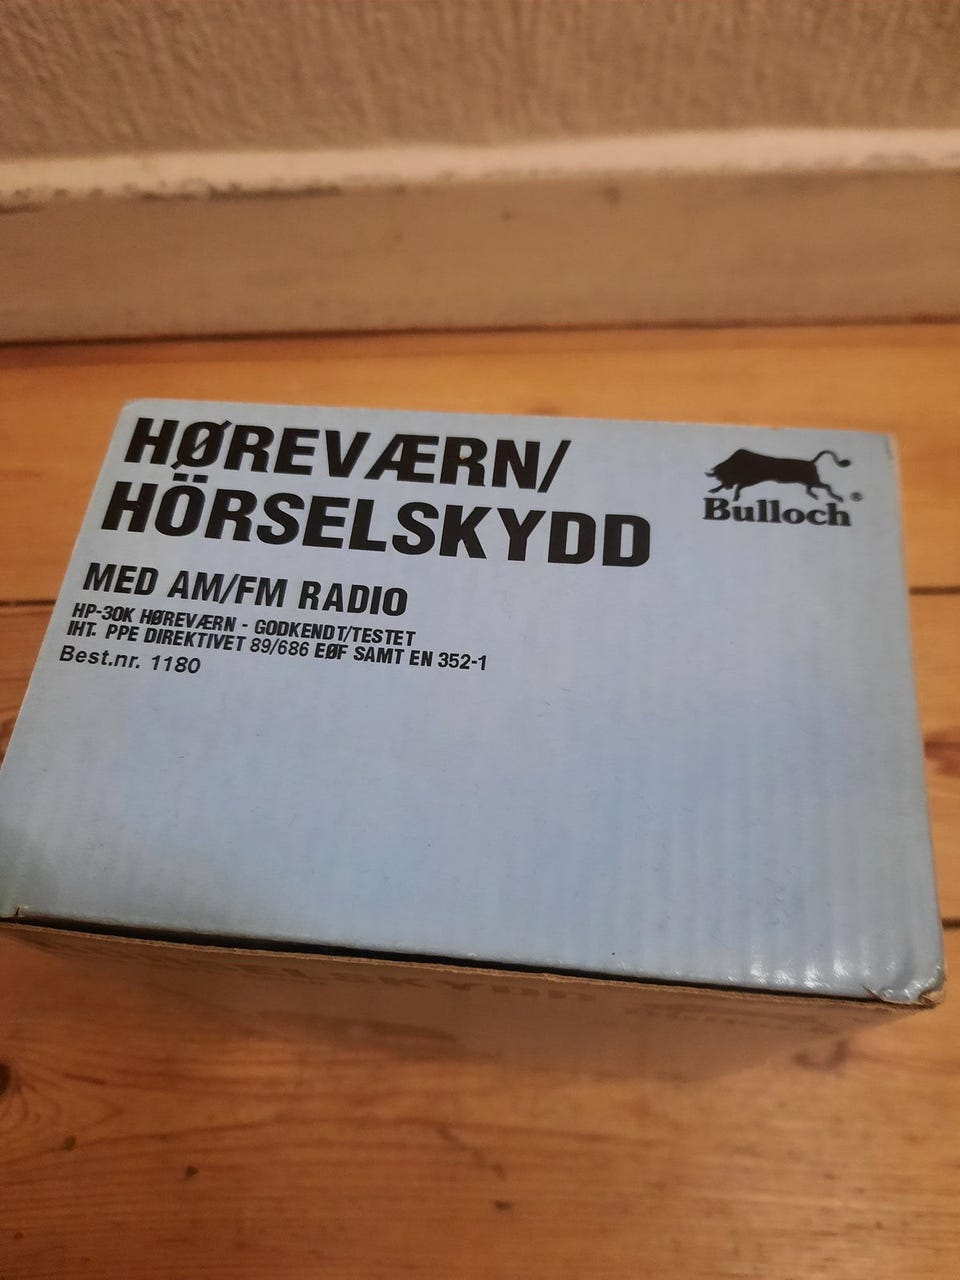 HØREVÆRN/
HÖRSELSKYDD
MED AM/FM RADIO
HP-30K HØREVÆRN - GODKENDT/TESTET
IHT. PPE DIREKTIVET 89/686 EØF SAMT EN 352-1
Best.nr. 1180
Bulloch®